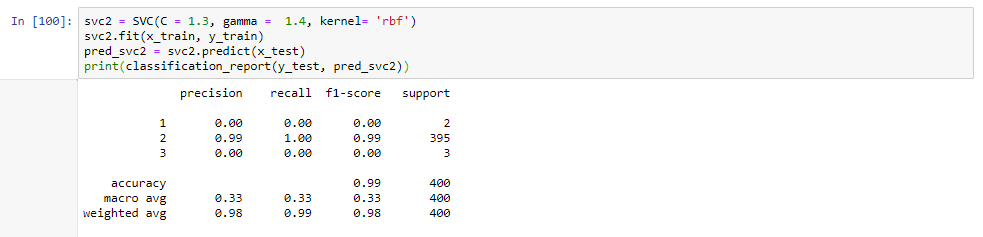 In [100]: svc2 = SVC(C = 1.3, gamma =  1.4, kernel= 'rbf')
svc2.fit(x_train, y_train)
pred_svc2 = svc2.predict(x_test)
print(classification_report(y_test, pred_svc2))
precision    recall  f1-score   support
1       0.00      0.00      0.00         2
2       0.99      1.00      0.99       395
3       0.00      0.00      0.00         3
accuracy                           0.99       400
macro avg       0.33      0.33      0.33       400
weighted avg       0.98      0.99      0.98       400